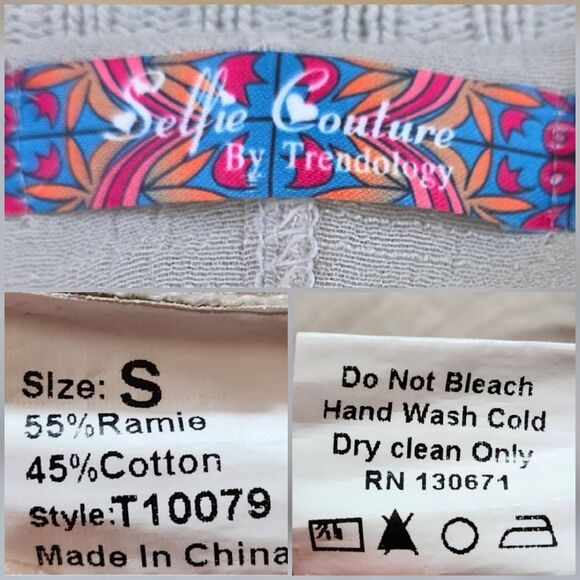 Selfie Couture
By Trendology
Size: S
55%Ramie
45%Cotton
Style:T10079
Made In China
Do Not Bleach
Hand Wash Cold
Dry clean Only
RN 130671